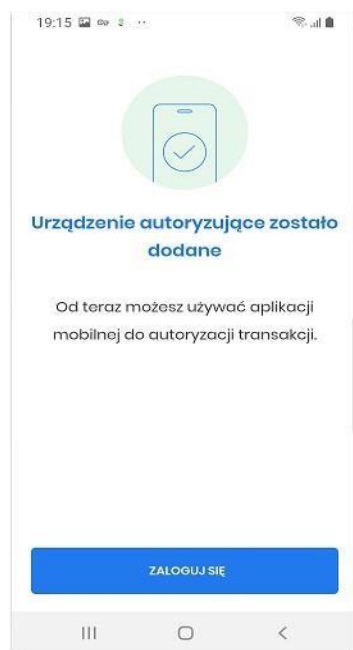 19:15
Urządzenie autoryzujące zostało
dodane
Od teraz możesz używać aplikacji
mobilnej do autoryzacji transakcji.
ZALOGUJ SIĘ